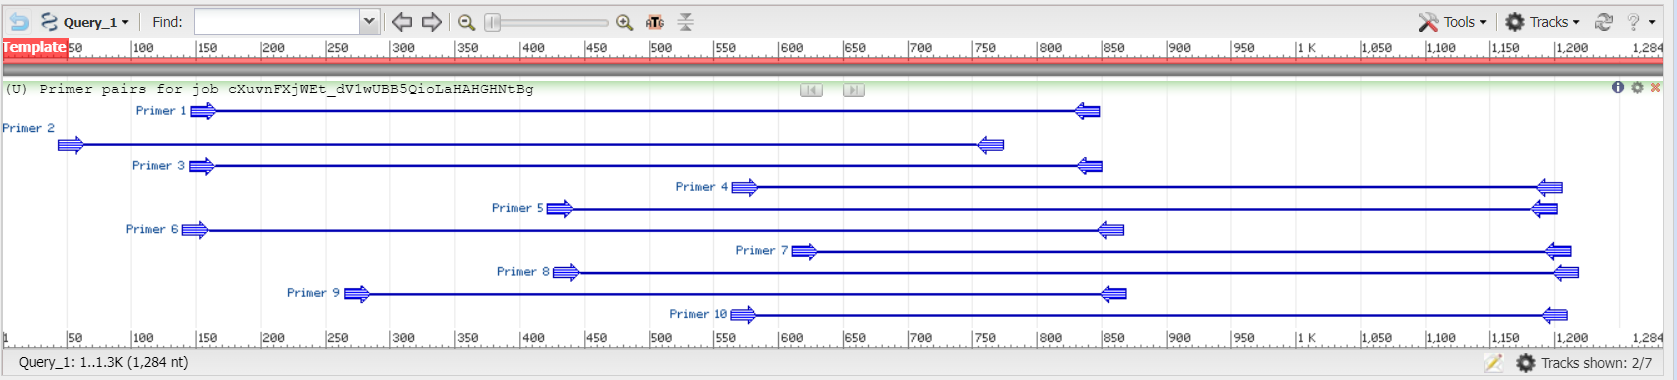 Query_1 Find: ATG Tools Tracks ?
Template 50 100 150 200 250 300 350 400 450 500 550 600 650 700 750 800 850 900 950 1 K 1,050 1,100 1,150 1,200 1,284
(U) Primer pairs for job cXuvnFXjWEt_dV1wUBB5QioLaHAHGHNtBg
Primer 1
Primer 2
Primer 3
Primer 4
Primer 5
Primer 6
Primer 7
Primer 8
Primer 9
Primer 10
1 50 100 150 200 250 300 350 400 450 500 550 600 650 700 750 800 850 900 950 1 K 1,050 1,100 1,150 1,200 1,284
Query_1: 1..1.3K (1,284 nt) Tracks shown: 2/7